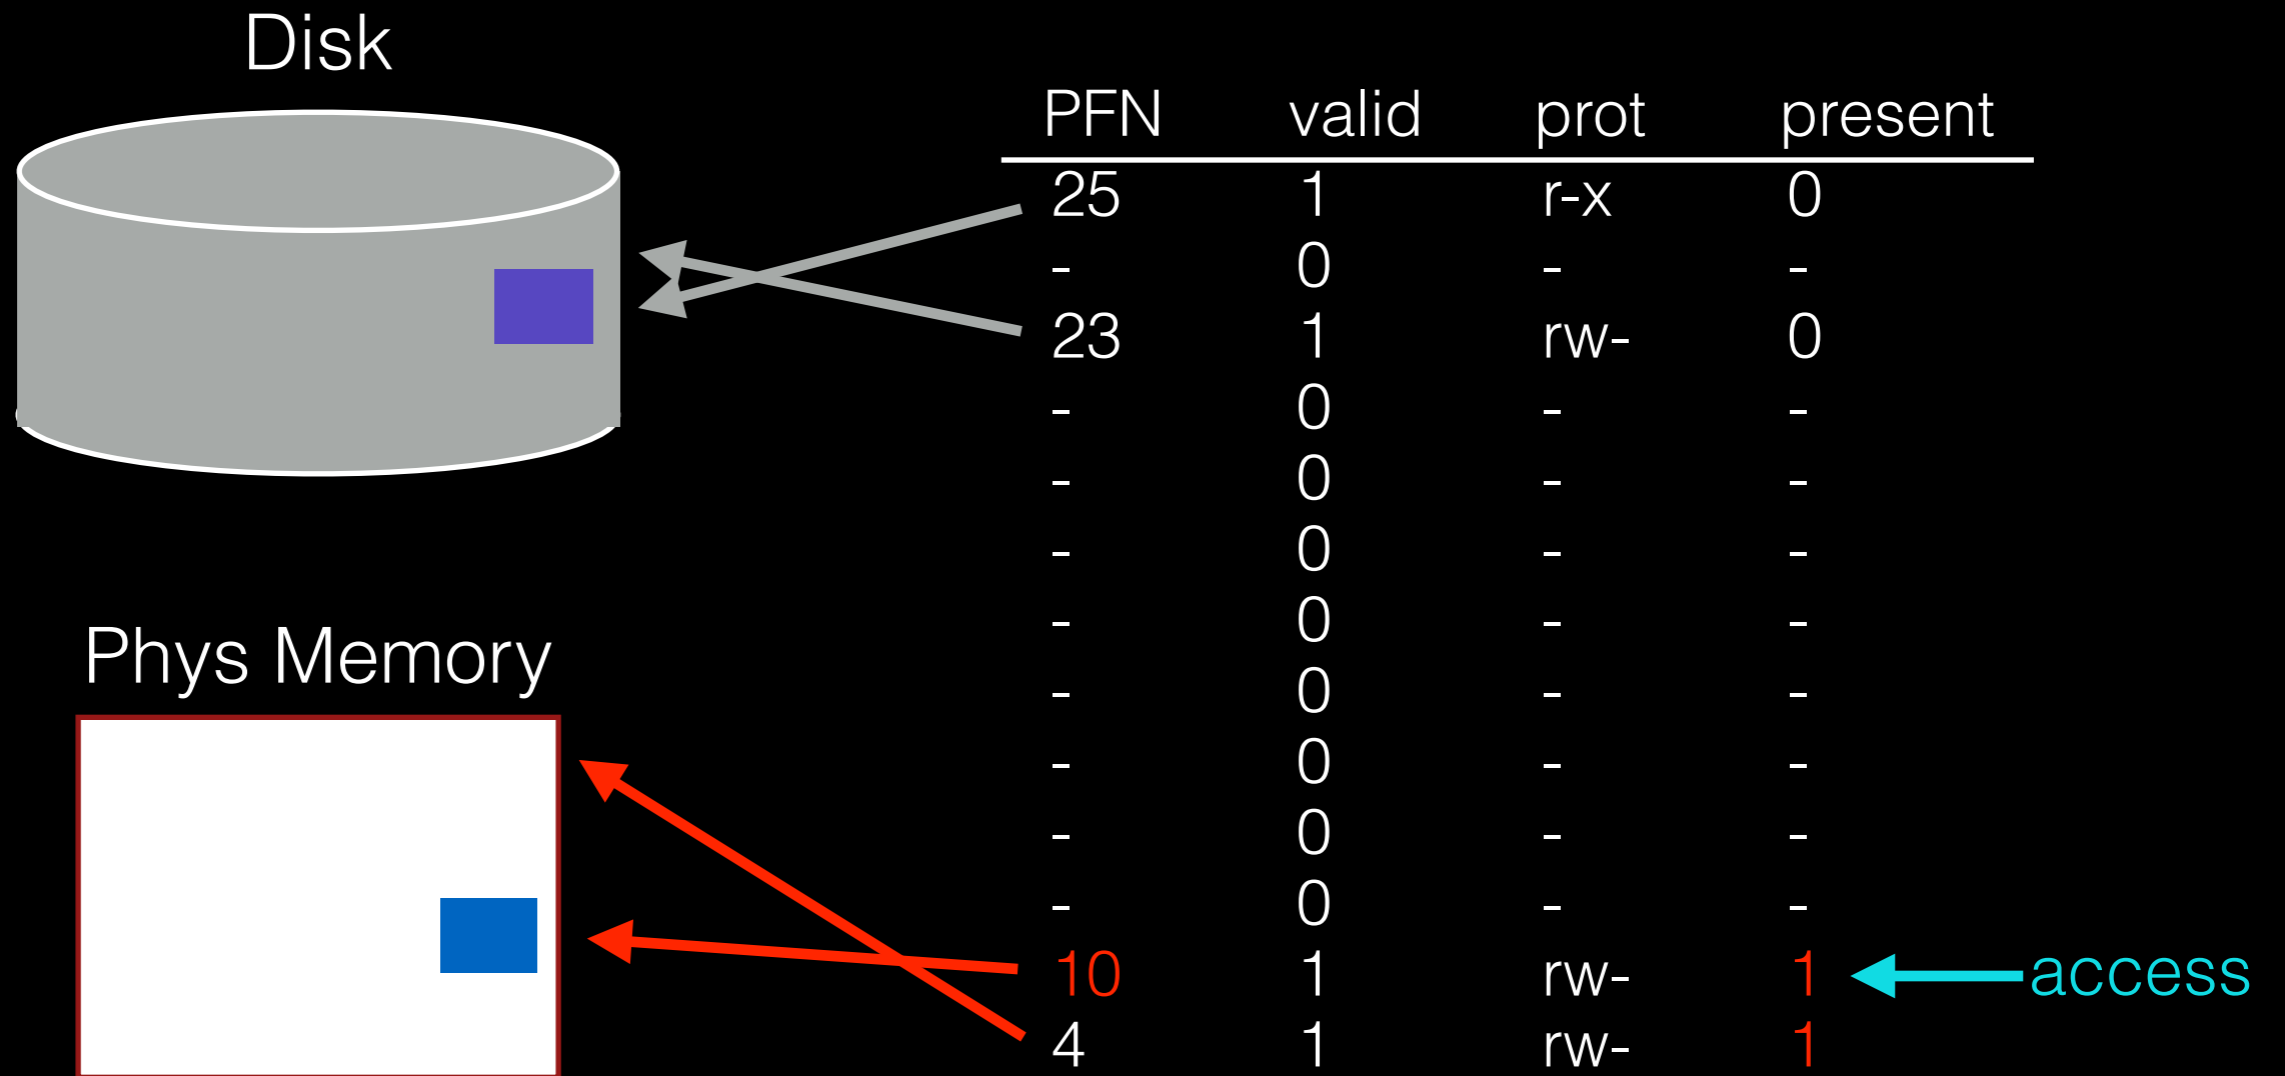 Disk
PFN valid prot present
25 1 r-x 0
- 0 - -
23 1 rw- 0
- 0 - -
- 0 - -
- 0 - -
- 0 - -
- 0 - -
- 0 - -
- 0 - -
- 0 - -
10 1 rw- 1 access
4 1 rw- 1
Phys Memory